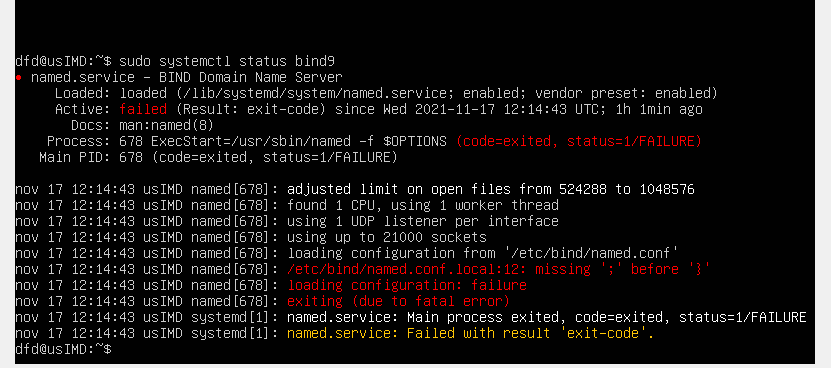 dfd@usIMD:~$ sudo systemctl status bind9
● named.service - BIND Domain Name Server
Loaded: loaded (/lib/systemd/system/named.service; enabled; vendor preset: enabled)
Active: failed (Result: exit-code) since Wed 2021-11-17 12:14:43 UTC; 1h 1min ago
Docs: man:named(8)
Process: 678 ExecStart=/usr/sbin/named -f $OPTIONS (code=exited, status=1/FAILURE)
Main PID: 678 (code=exited, status=1/FAILURE)
nov 17 12:14:43 usIMD named[678]: adjusted limit on open files from 524288 to 1048576
nov 17 12:14:43 usIMD named[678]: found 1 CPU, using 1 worker thread
nov 17 12:14:43 usIMD named[678]: using 1 UDP listener per interface
nov 17 12:14:43 usIMD named[678]: using up to 21000 sockets
nov 17 12:14:43 usIMD named[678]: loading configuration from '/etc/bind/named.conf'
nov 17 12:14:43 usIMD named[678]: /etc/bind/named.conf.local:12: missing ';' before '}'
nov 17 12:14:43 usIMD named[678]: loading configuration: failure
nov 17 12:14:43 usIMD named[678]: exiting (due to fatal error)
nov 17 12:14:43 usIMD systemd[1]: named.service: Main process exited, code=exited, status=1/FAILURE
nov 17 12:14:43 usIMD systemd[1]: named.service: Failed with result 'exit-code'.
dfd@usIMD:~$